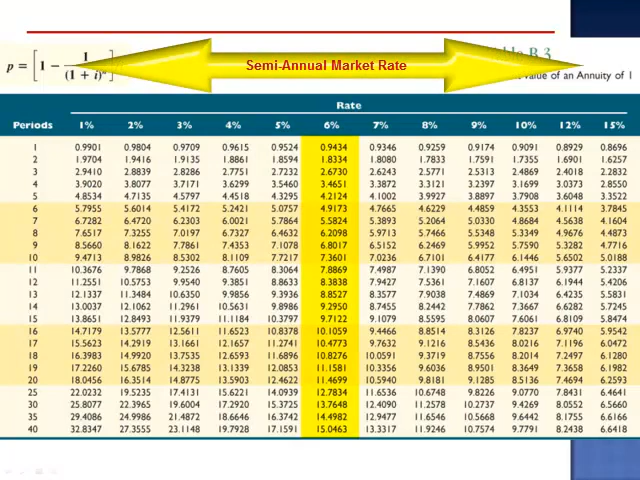 Table B.3
p = [1 - 1 / (1 + i)ⁿ]
Semi-Annual Market Rate
Value of an Annuity of 1
Rate
Periods 1% 2% 3% 4% 5% 6% 7% 8% 9% 10% 12% 15%
1 0.9901 0.9804 0.9709 0.9615 0.9524 0.9434 0.9346 0.9259 0.9174 0.9091 0.8929 0.8696
2 1.9704 1.9416 1.9135 1.8861 1.8594 1.8334 1.8080 1.7833 1.7591 1.7355 1.6901 1.6257
3 2.9410 2.8839 2.8286 2.7751 2.7232 2.6730 2.6243 2.5771 2.5313 2.4869 2.4018 2.2832
4 3.9020 3.8077 3.7171 3.6299 3.5460 3.4651 3.3872 3.3121 3.2397 3.1699 3.0373 2.8550
5 4.8534 4.7135 4.5797 4.4518 4.3295 4.2124 4.1002 3.9927 3.8897 3.7908 3.6048 3.3522
6 5.7955 5.6014 5.4172 5.2421 5.0757 4.9173 4.7665 4.6229 4.4859 4.3553 4.1114 3.7845
7 6.7282 6.4720 6.2303 6.0021 5.7864 5.5824 5.3893 5.2064 5.0330 4.8684 4.5638 4.1604
8 7.6517 7.3255 7.0197 6.7327 6.4632 6.2098 5.9713 5.7466 5.5348 5.3349 4.9676 4.4873
9 8.5660 8.1622 7.7861 7.4353 7.1078 6.8017 6.5152 6.2469 5.9952 5.7590 5.3282 4.7716
10 9.4713 8.9826 8.5302 8.1109 7.7217 7.3601 7.0236 6.7101 6.4177 6.1446 5.6502 5.0188
11 10.3676 9.7868 9.2526 8.7605 8.3064 7.8869 7.4987 7.1390 6.8052 6.4951 5.9377 5.2337
12 11.2551 10.5753 9.9540 9.3851 8.8633 8.3838 7.9427 7.5361 7.1607 6.8137 6.1944 5.4206
13 12.1337 11.3484 10.6350 9.9856 9.3936 8.8527 8.3577 7.9038 7.4869 7.1034 6.4235 5.5831
14 13.0037 12.1062 11.2961 10.5631 9.8986 9.2950 8.7455 8.2442 7.7862 7.3667 6.6282 5.7245
15 13.8651 12.8493 11.9379 11.1184 10.3797 9.7122 9.1079 8.5595 8.0607 7.6061 6.8109 5.8474
16 14.7179 13.5777 12.5611 11.6523 10.8378 10.1059 9.4466 8.8514 8.3126 7.8237 6.9740 5.9542
17 15.5623 14.2919 13.1661 12.1657 11.2741 10.4773 9.7632 9.1216 8.5436 8.0216 7.1196 6.0472
18 16.3983 14.9920 13.7535 12.6593 11.6896 10.8276 10.0591 9.3719 8.7556 8.2014 7.2497 6.1280
19 17.2260 15.6785 14.3238 13.1339 12.0853 11.1581 10.3356 9.6036 8.9501 8.3649 7.3658 6.1982
20 18.0456 16.3514 14.8775 13.5903 12.4622 11.4699 10.5940 9.8181 9.1285 8.5136 7.4694 6.2593
25 22.0232 19.5235 17.4131 15.6221 14.0939 12.7834 11.6536 10.6748 9.8226 9.0770 7.8431 6.4641
30 25.8077 22.3965 19.6004 17.2920 15.3725 13.7648 12.4090 11.2578 10.2737 9.4269 8.0552 6.5660
35 29.4086 24.9986 21.4872 18.6646 16.3742 14.4982 12.9477 11.6546 10.5668 9.6442 8.1755 6.6166
40 32.8347 27.3555 23.1148 19.7928 17.1591 15.0463 13.3317 11.9246 10.7574 9.7791 8.2438 6.6418